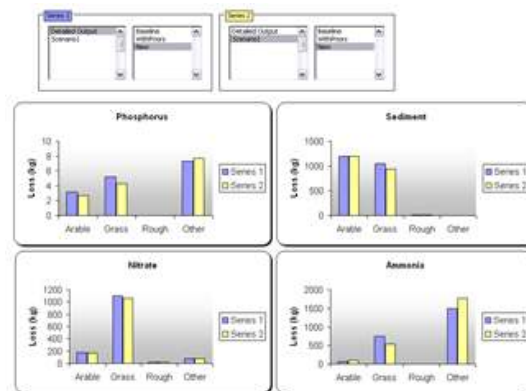 Series 1
Series 2
Detailed Output
Scenario1
Baseline
WithPriors
New
Detailed Output
Scenario1
Baseline
WithPriors
New
Phosphorus
Loss (kg)
10
8
6
4
2
0
Arable Grass Rough Other
Series 1
Series 2
Sediment
Loss (kg)
1500
1000
500
0
Arable Grass Rough Other
Series 1
Series 2
Nitrate
Loss (kg)
1200
1000
800
600
400
200
0
Arable Grass Rough Other
Series 1
Series 2
Ammonia
Loss (kg)
2000
1500
1000
500
0
Arable Grass Rough Other
Series 1
Series 2